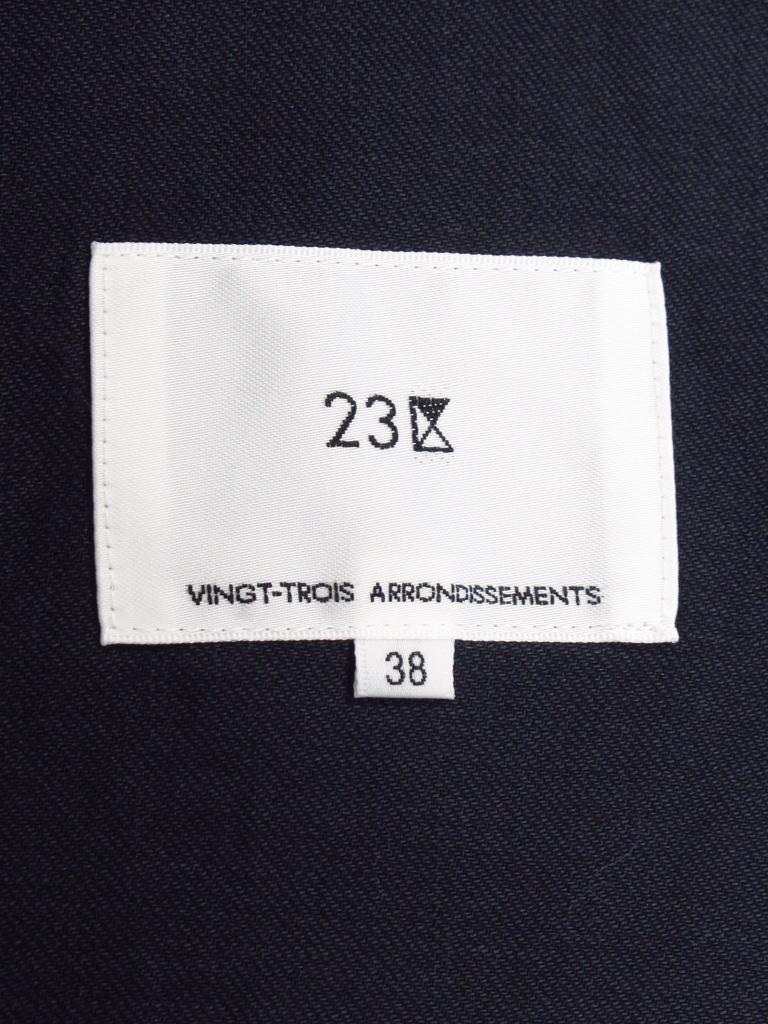 23区
VINGT-TROIS ARRONDISSEMENTS
38